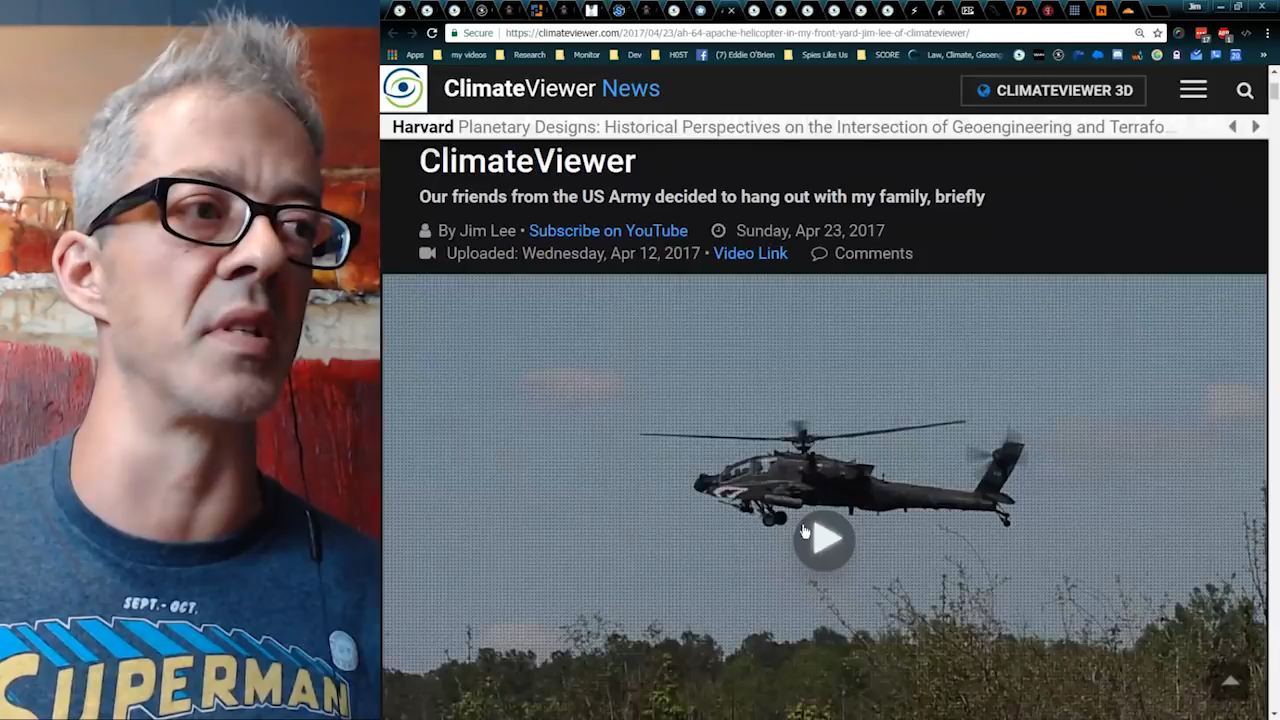 Jim
Secure https://climateviewer.com/2017/04/23/ah-64-apache-helicopter-in-my-front-yard-jim-lee-of-climateviewer/
Apps my videos Research Monitor Dev H05T (7) Eddie O'Brien Spies Like Us SCORE Law, Climate, Geoeng
ClimateViewer News
CLIMATEVIEWER 3D
Harvard Planetary Designs: Historical Perspectives on the Intersection of Geoengineering and Terrafo...
ClimateViewer
Our friends from the US Army decided to hang out with my family, briefly
By Jim Lee • Subscribe on YouTube Sunday, Apr 23, 2017
Uploaded: Wednesday, Apr 12, 2017 • Video Link Comments
SEPT.-OCT.
SUPERMAN